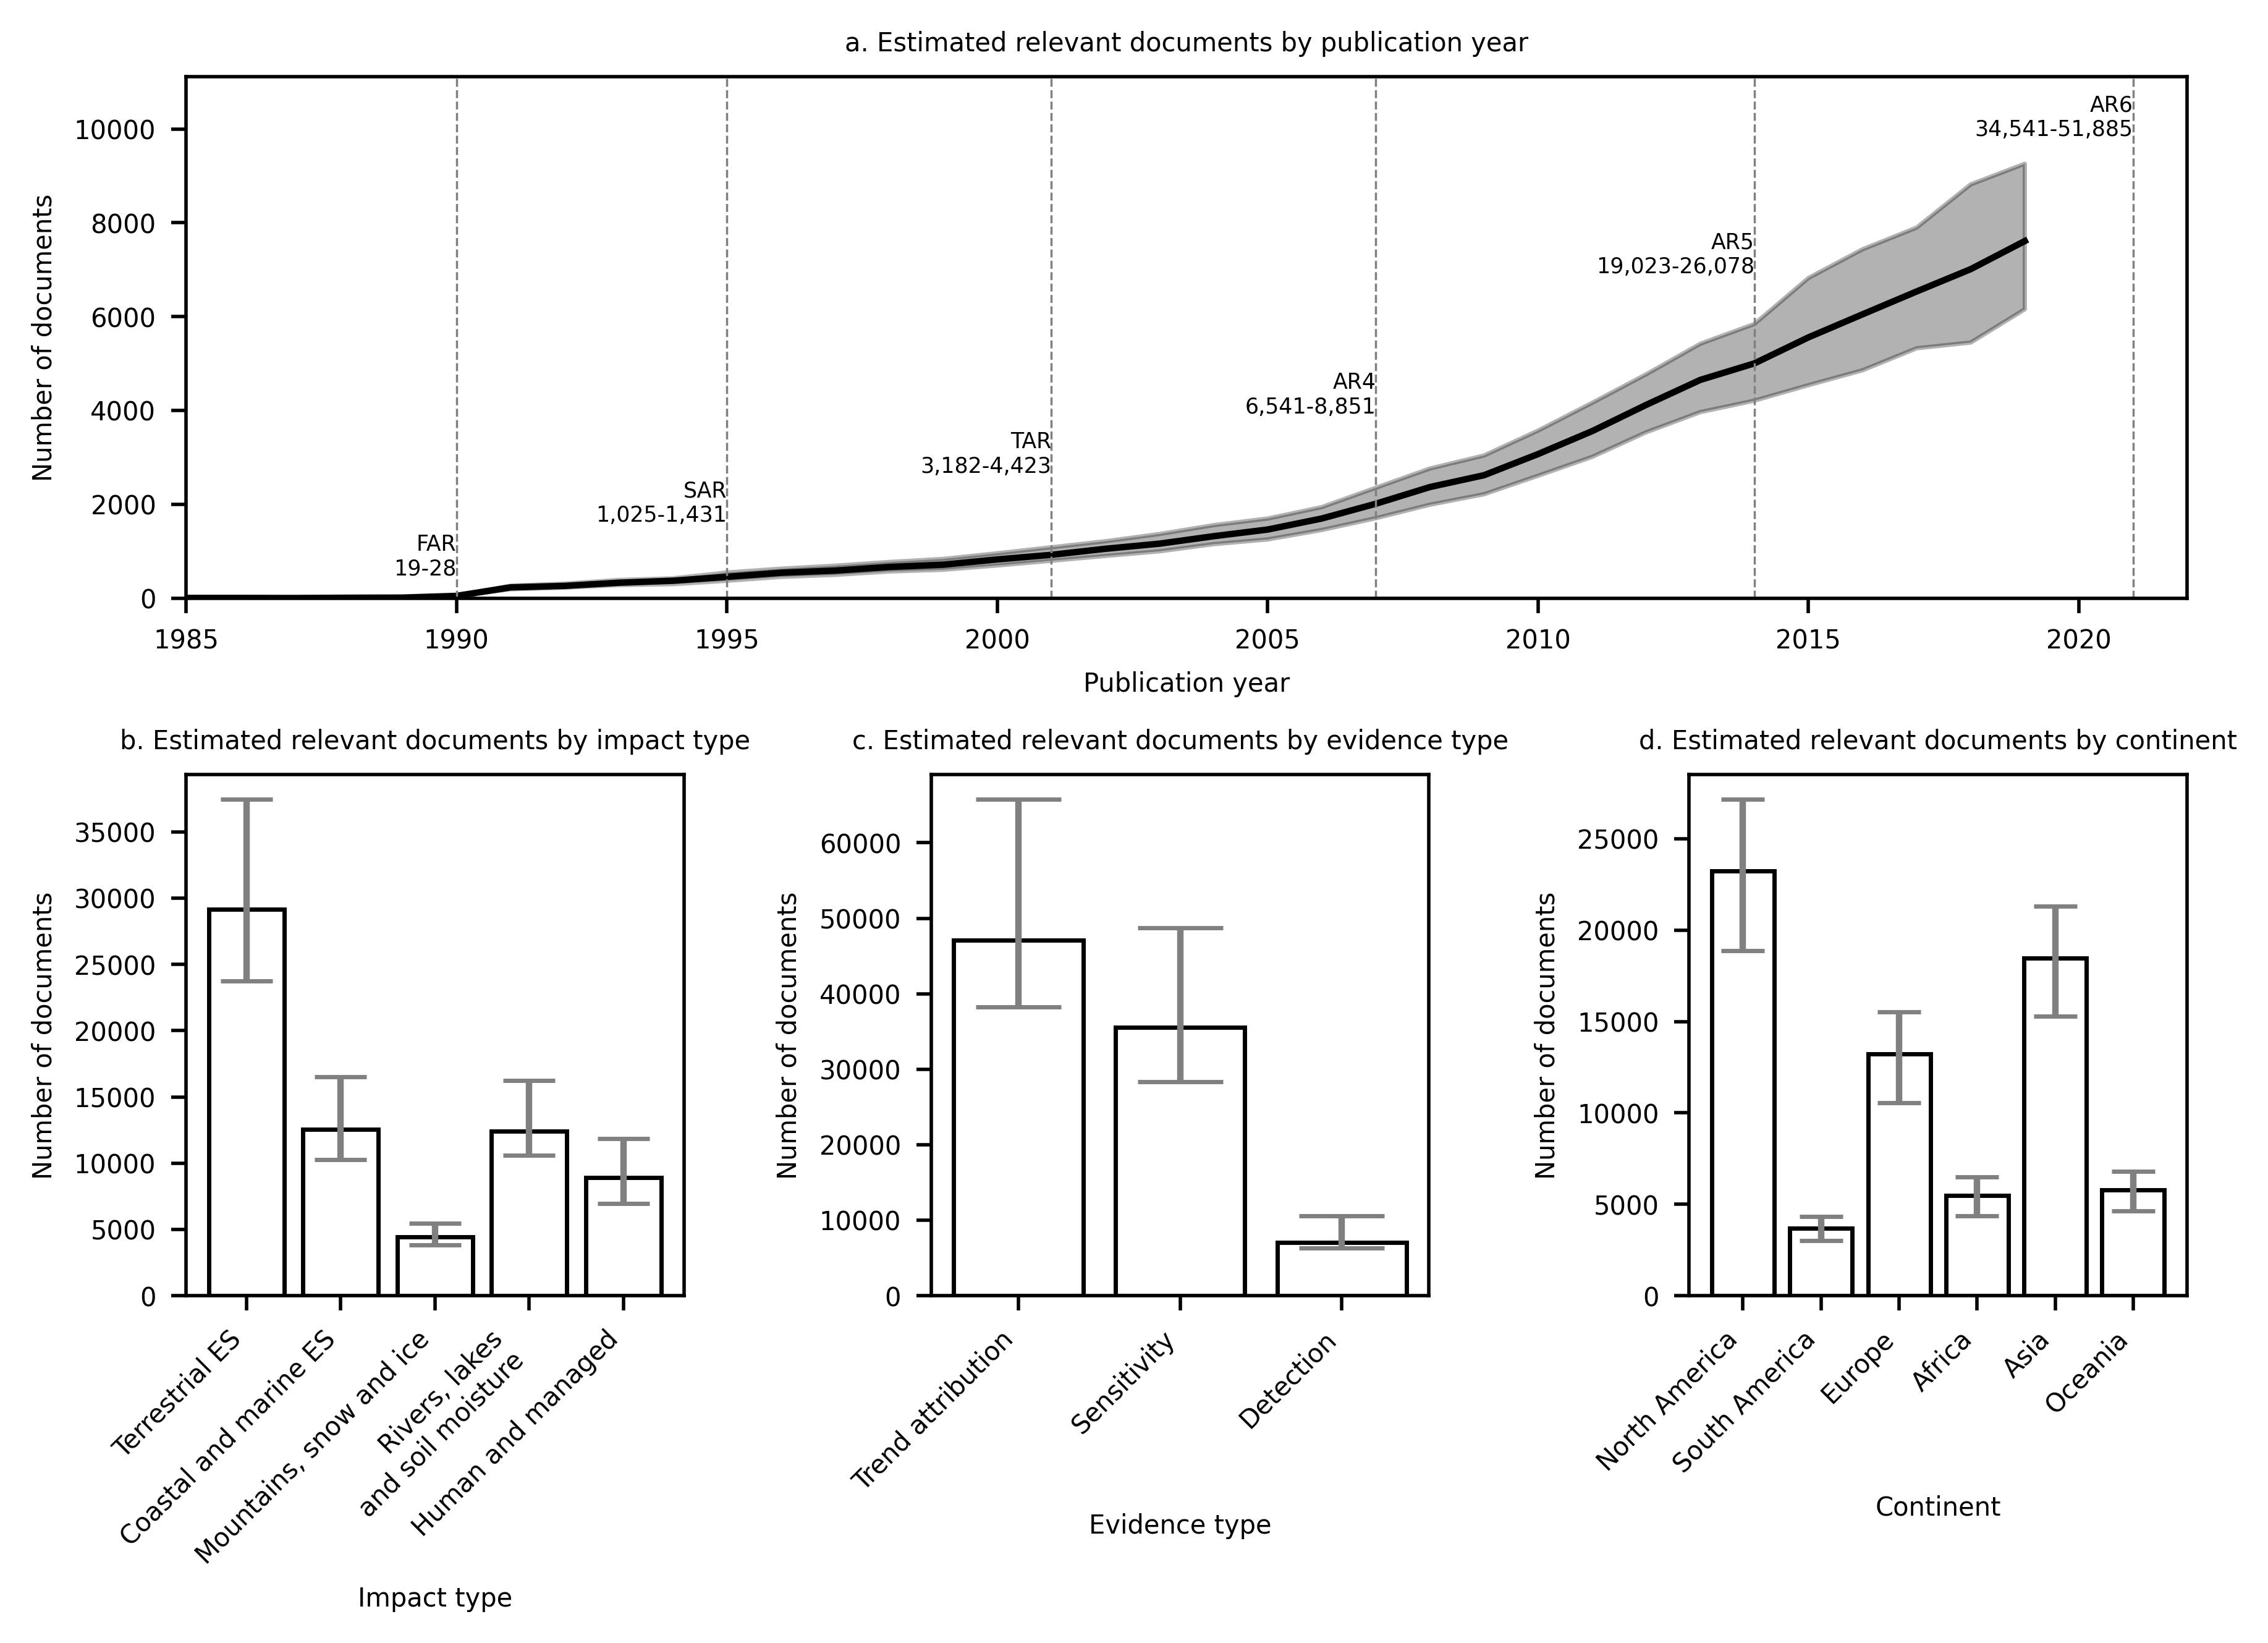 a. Estimated relevant documents by publication year
Number of documents
10000
8000
6000
4000
2000
0
FAR
19-28
SAR
1,025-1,431
TAR
3,182-4,423
AR4
6,541-8,851
AR5
19,023-26,078
AR6
34,541-51,885
1985
1990
1995
2000
2005
2010
2015
2020
Publication year
b. Estimated relevant documents by impact type
Number of documents
35000
30000
25000
20000
15000
10000
5000
0
Terrestrial ES
Coastal and marine ES
Mountains, snow and ice
Rivers, lakes
and soil moisture
Human and managed
Impact type
c. Estimated relevant documents by evidence type
Number of documents
60000
50000
40000
30000
20000
10000
0
Trend attribution
Sensitivity
Detection
Evidence type
d. Estimated relevant documents by continent
Number of documents
25000
20000
15000
10000
5000
0
North America
South America
Europe
Africa
Asia
Oceania
Continent